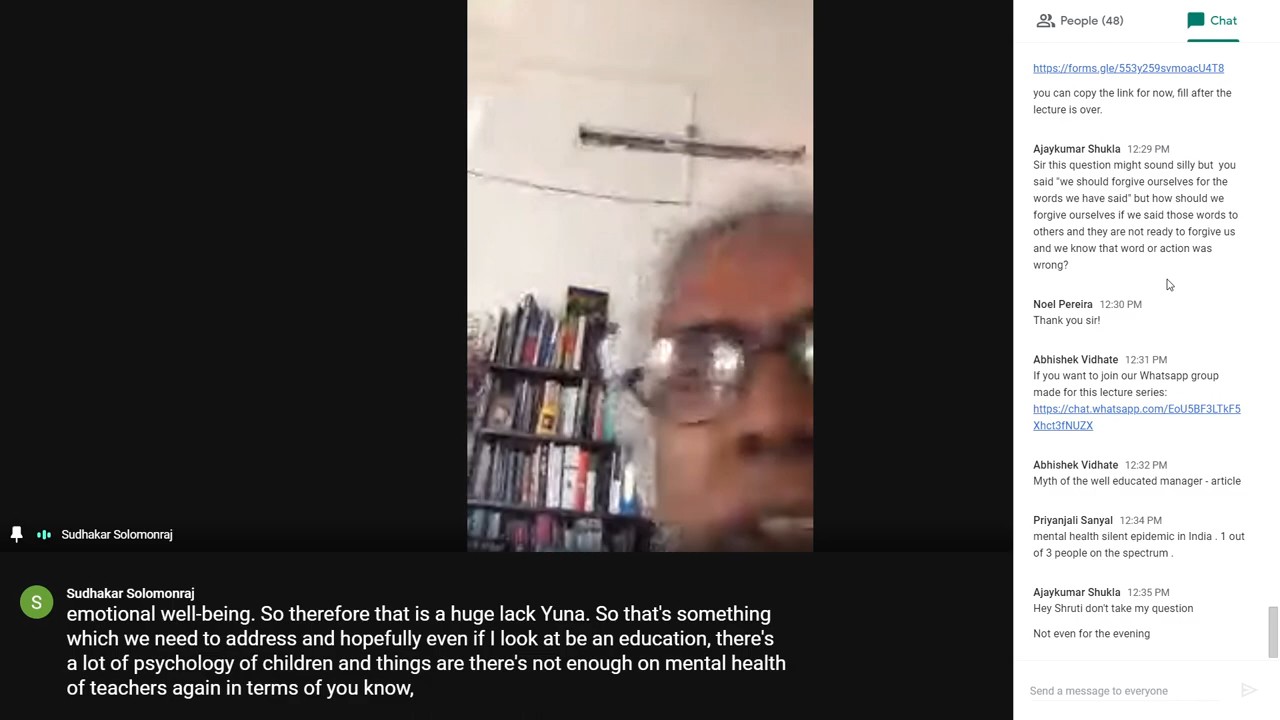 People (48)
Chat
https://forms.gle/553y259svmoacU4T8
you can copy the link for now, fill after the
lecture is over.
Ajaykumar Shukla 12:29 PM
Sir this question might sound silly but you
said "we should forgive ourselves for the
words we have said" but how should we
forgive ourselves if we said those words to
others and they are not ready to forgive us
and we know that word or action was
wrong?
Noel Pereira 12:30 PM
Thank you sir!
Abhishek Vidhate 12:31 PM
If you want to join our Whatsapp group
made for this lecture series:
https://chat.whatsapp.com/EoU5BF3LTkF5
Xhct3fNUZX
Abhishek Vidhate 12:32 PM
Myth of the well educated manager - article
Priyanjali Sanyal 12:34 PM
mental health silent epidemic in India . 1 out
of 3 people on the spectrum .
Ajaykumar Shukla 12:35 PM
Hey Shruti don't take my question
Not even for the evening
Send a message to everyone
Sudhakar Solomonraj
S
Sudhakar Solomonraj
emotional well-being. So therefore that is a huge lack Yuna. So that's something
which we need to address and hopefully even if I look at be an education, there's
a lot of psychology of children and things are there's not enough on mental health
of teachers again in terms of you know,